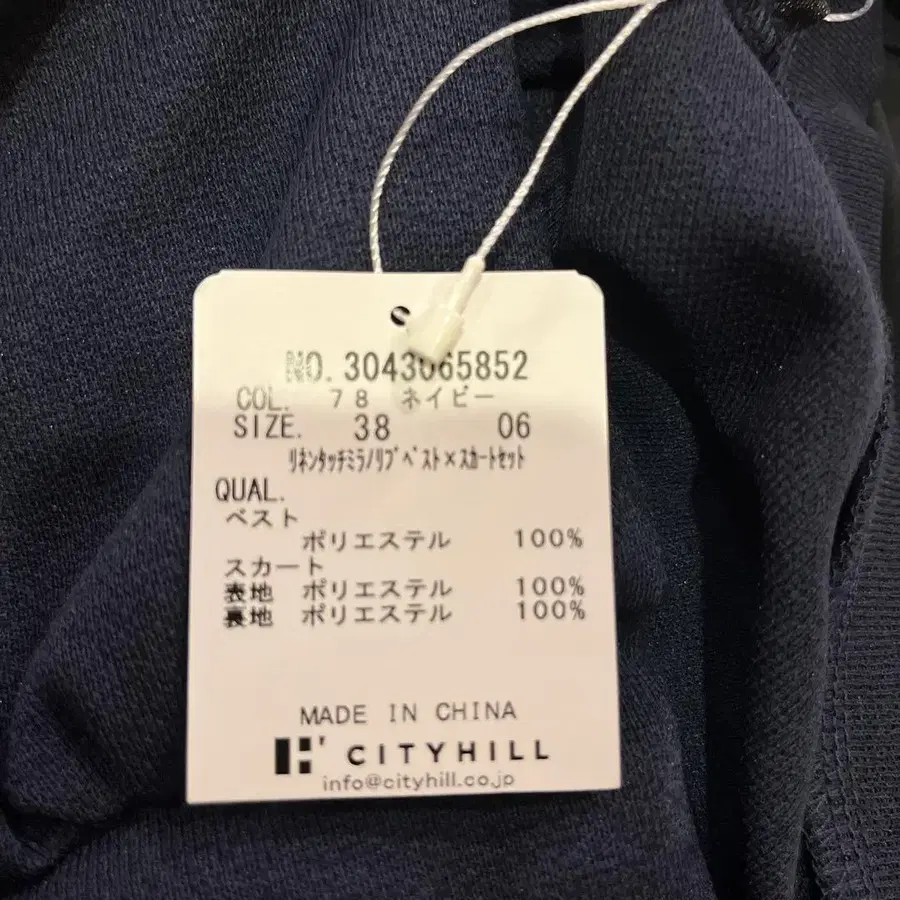 NO. 3043065852
COL. 78 ネイビー
SIZE. 38 06
ﾘﾈﾝﾀｯﾁﾐﾗﾉﾘﾌﾞﾍﾞｽﾄ×ｽｶｰﾄｾｯﾄ
QUAL.
ベスト
ポリエステル 100%
スカート
表地 ポリエステル 100%
裏地 ポリエステル 100%
MADE IN CHINA
CITYHILL
info@cityhill.co.jp